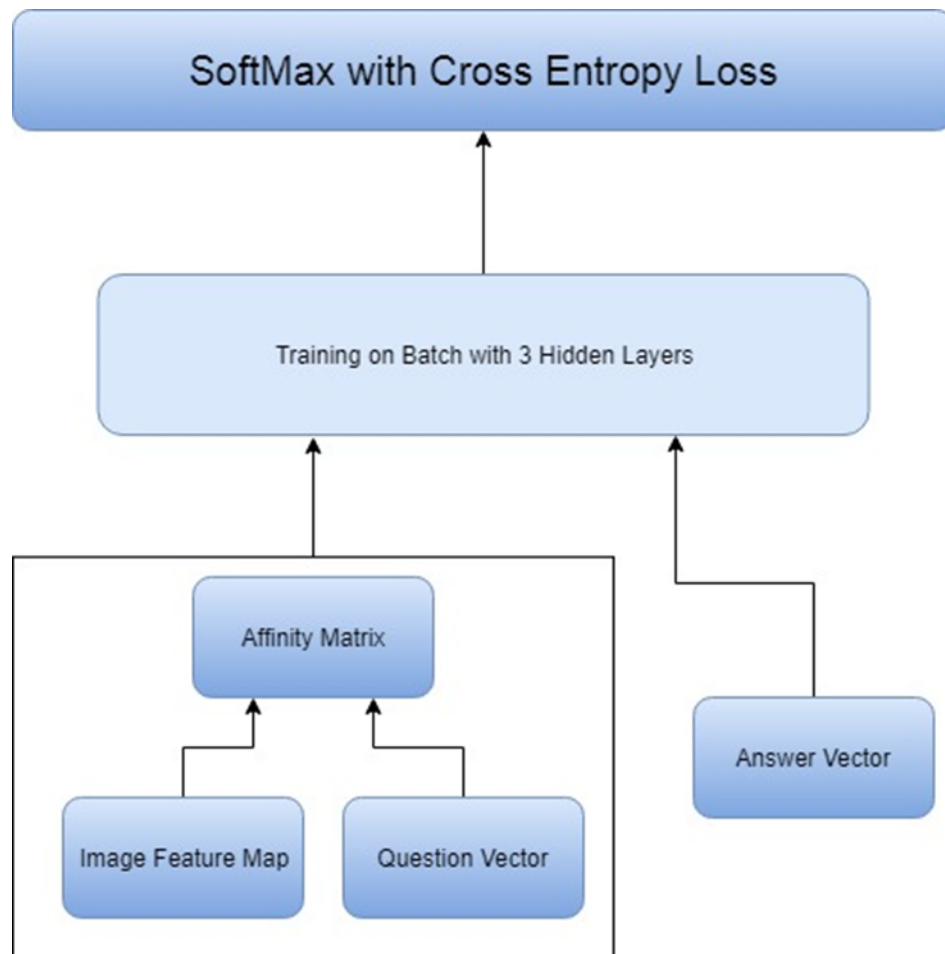 SoftMax with Cross Entropy Loss
Training on Batch with 3 Hidden Layers
Affinity Matrix
Answer Vector
Image Feature Map
Question Vector